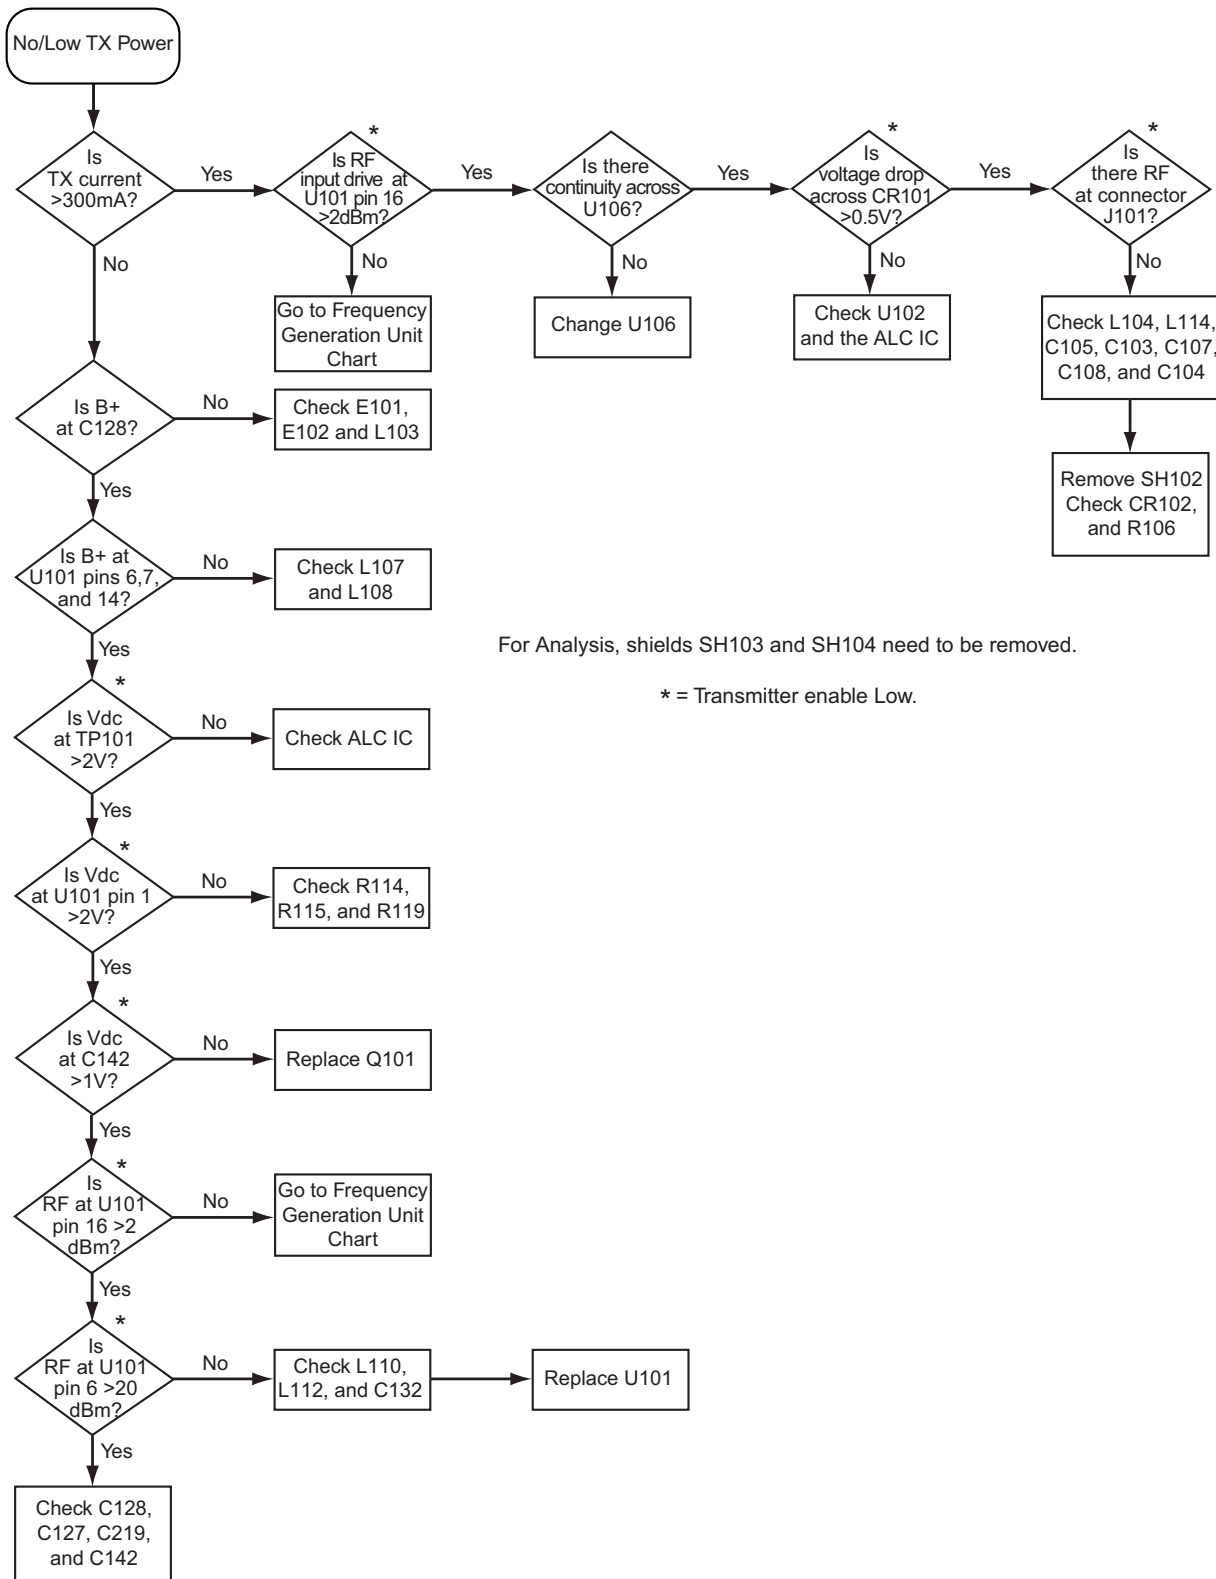 No/Low TX Power
Is
TX current
>300mA?
Yes
No
*
Is RF
input drive at
U101 pin 16
>2dBm?
Yes
No
Go to Frequency
Generation Unit
Chart
Is there
continuity across
U106?
Yes
No
Change U106
*
Is
voltage drop
across CR101
>0.5V?
Yes
No
Check U102
and the ALC IC
*
Is
there RF
at connector
J101?
No
Check L104, L114,
C105, C103, C107,
C108, and C104
Remove SH102
Check CR102,
and R106
Is B+
at C128?
No
Check E101,
E102 and L103
Yes
Is B+ at
U101 pins 6,7,
and 14?
No
Check L107
and L108
Yes
For Analysis, shields SH103 and SH104 need to be removed.
* = Transmitter enable Low.
*
Is Vdc
at TP101
>2V?
No
Check ALC IC
Yes
*
Is Vdc
at U101 pin 1
>2V?
No
Check R114,
R115, and R119
Yes
*
Is Vdc
at C142
>1V?
No
Replace Q101
Yes
*
Is
RF at U101
pin 16 >2
dBm?
No
Go to Frequency
Generation Unit
Chart
Yes
*
Is
RF at U101
pin 6 >20
dBm?
No
Check L110,
L112, and C132
Replace U101
Yes
Check C128,
C127, C219,
and C142